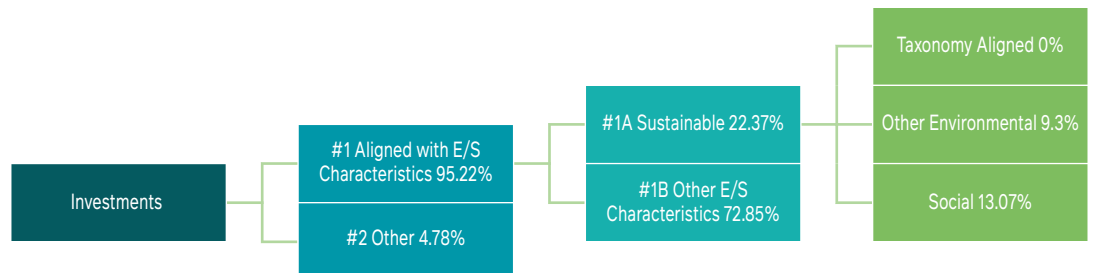 Investments
#1 Aligned with E/S
Characteristics 95.22%
#2 Other 4.78%
#1A Sustainable 22.37%
#1B Other E/S
Characteristics 72.85%
Taxonomy Aligned 0%
Other Environmental 9.3%
Social 13.07%